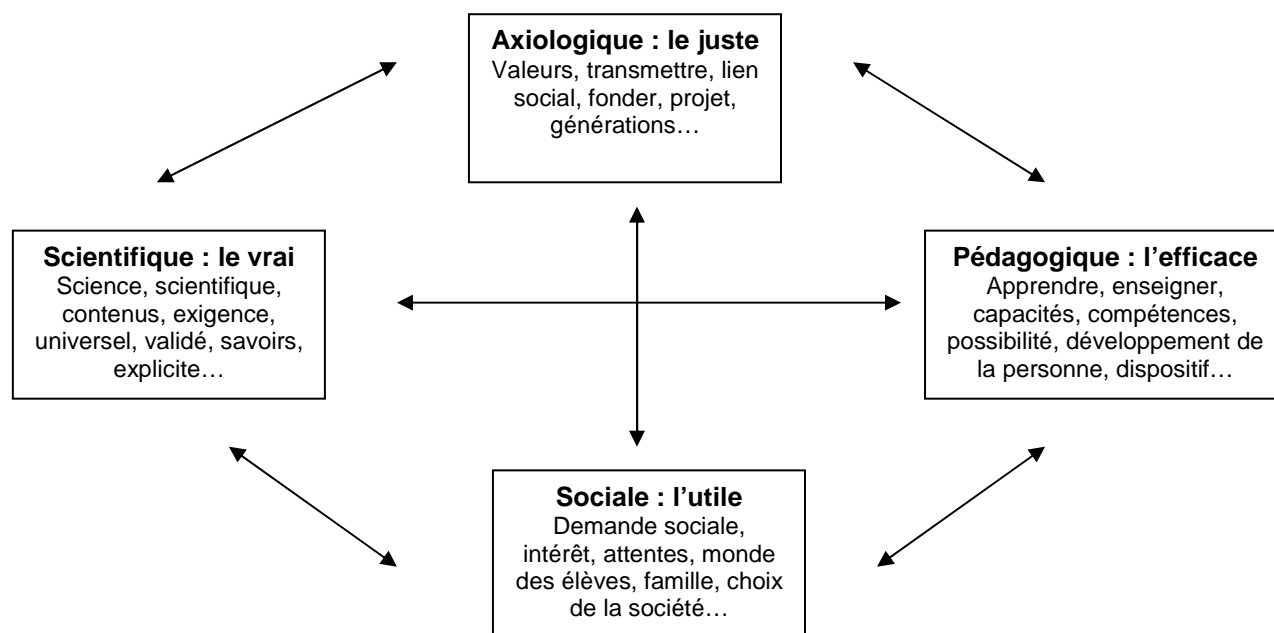 Axiologique : le juste
Valeurs, transmettre, lien
social, fonder, projet,
générations…
Scientifique : le vrai
Science, scientifique,
contenus, exigence,
universel, validé, savoirs,
explicite…
Pédagogique : l’efficace
Apprendre, enseigner,
capacités, compétences,
possibilité, développement de
la personne, dispositif…
Sociale : l’utile
Demande sociale,
intérêt, attentes, monde
des élèves, famille, choix
de la société…